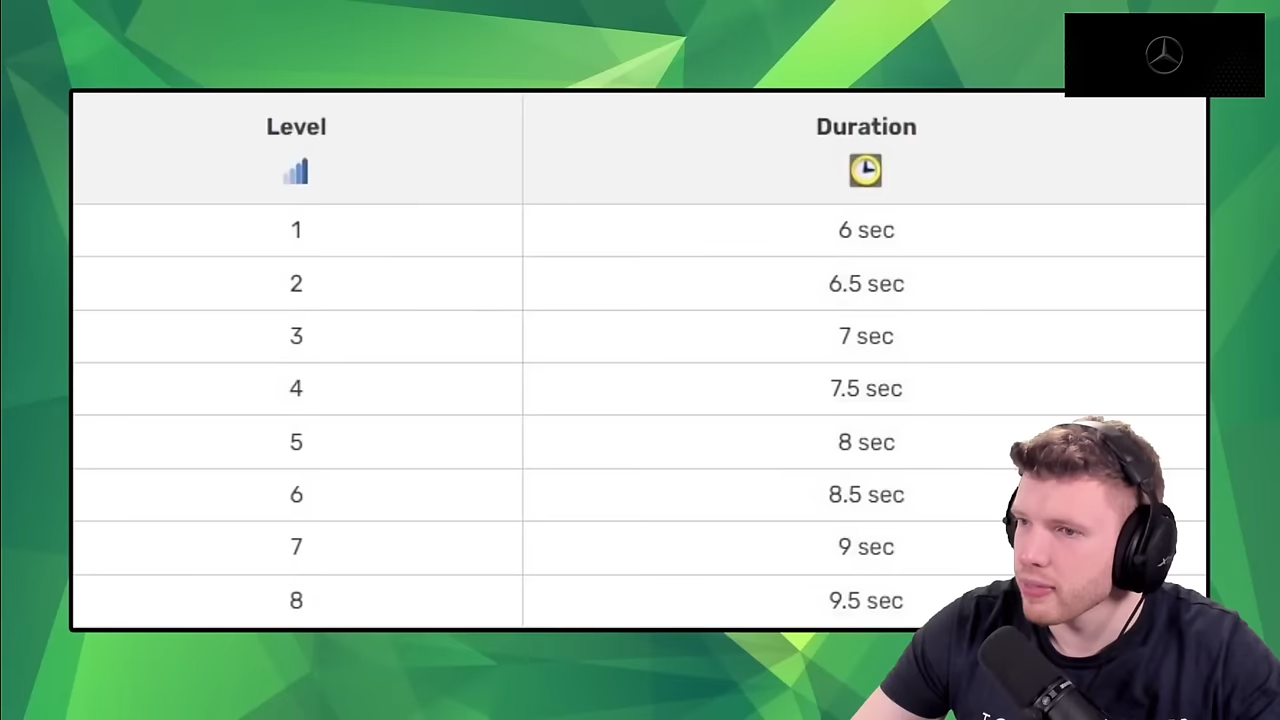 Level Duration
1 6 sec
2 6.5 sec
3 7 sec
4 7.5 sec
5 8 sec
6 8.5 sec
7 9 sec
8 9.5 sec